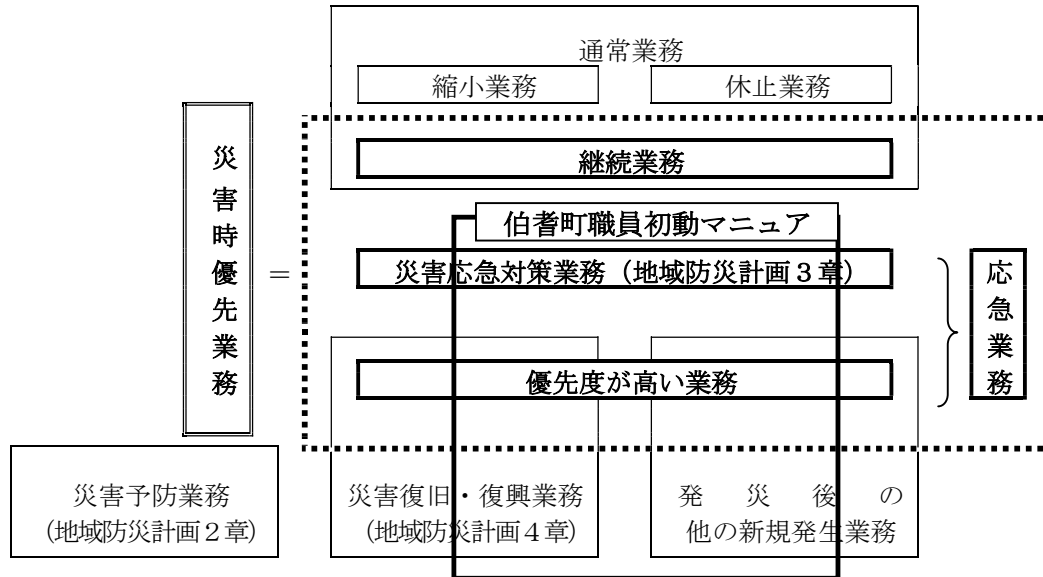 通常業務
縮小業務
休止業務
災害時優先業務
＝
継続業務
伯耆町職員初動マニュア
災害応急対策業務（地域防災計画３章）
優先度が高い業務
応急業務
災害予防業務
(地域防災計画２章)
災害復旧・復興業務
(地域防災計画４章)
発災後の
他の新規発生業務